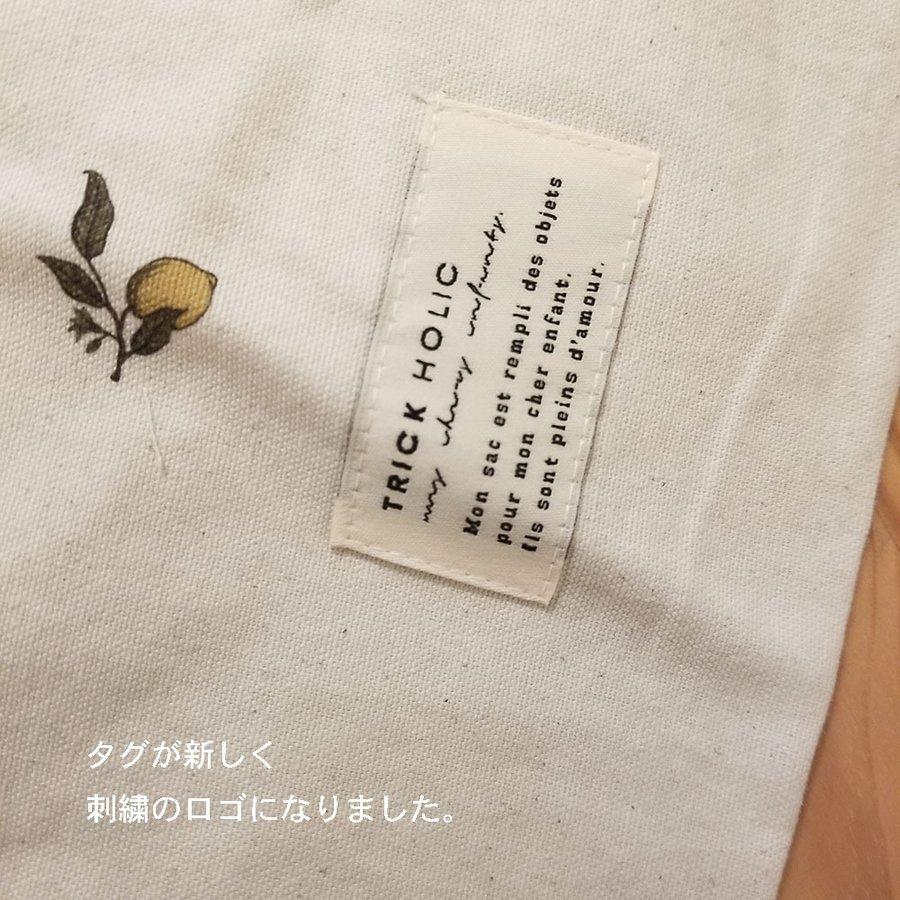 TRICK HOLIC
Mon sac est rempli des objets
pour mon cher enfant.
Ils sont pleins d'amour.
タグが新しく
刺繍のロゴになりました。